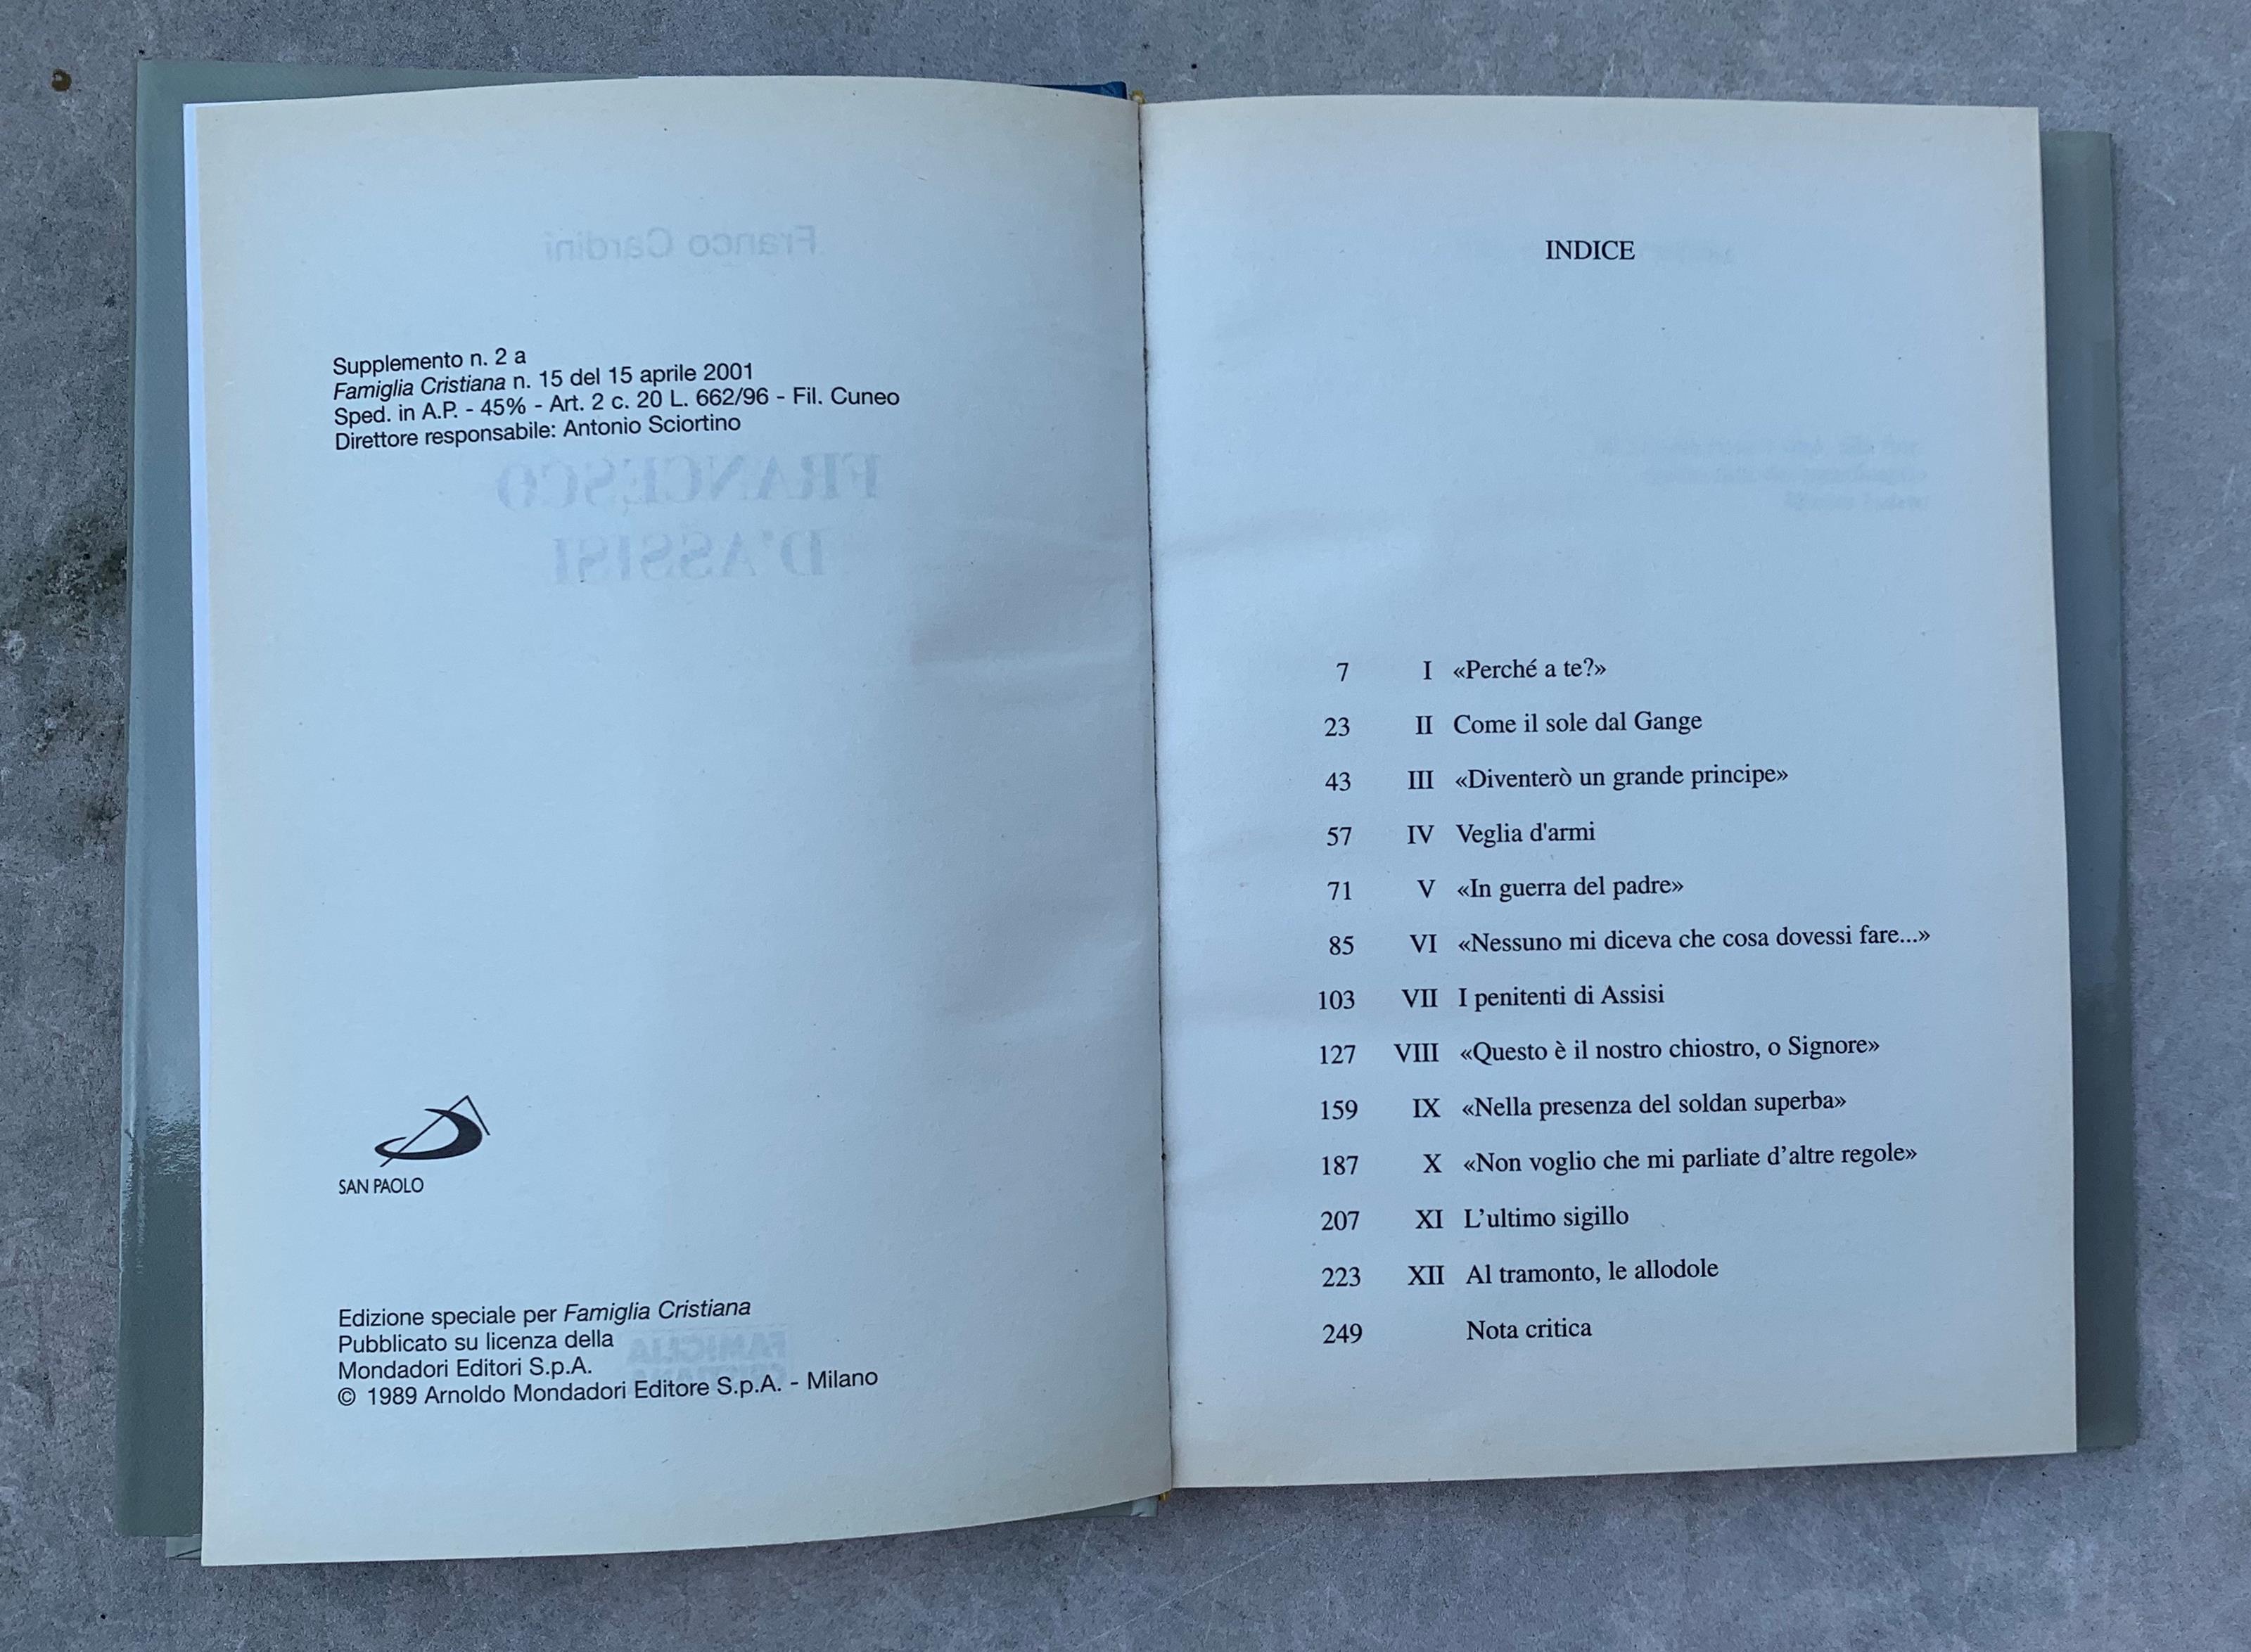 Franco Cardini
Supplemento n. 2 a
Famiglia Cristiana n. 15 del 15 aprile 2001
Sped. in A.P. - 45% - Art. 2 c. 20 L. 662/96 - Fil. Cuneo
Direttore responsabile: Antonio Sciortino
FRANCESCO
D'ASSISI
SAN PAOLO
Edizione speciale per Famiglia Cristiana
Pubblicato su licenza della
Mondadori Editori S.p.A.
© 1989 Arnoldo Mondadori Editore S.p.A. - Milano
FAMIGLIA
INDICE
7 I «Perché a te?»
23 II Come il sole dal Gange
43 III «Diventerò un grande principe»
57 IV Veglia d'armi
71 V «In guerra del padre»
85 VI «Nessuno mi diceva che cosa dovessi fare...»
103 VII I penitenti di Assisi
127 VIII «Questo è il nostro chiostro, o Signore»
159 IX «Nella presenza del soldan superba»
187 X «Non voglio che mi parliate d’altre regole»
207 XI L’ultimo sigillo
223 XII Al tramonto, le allodole
249 Nota critica